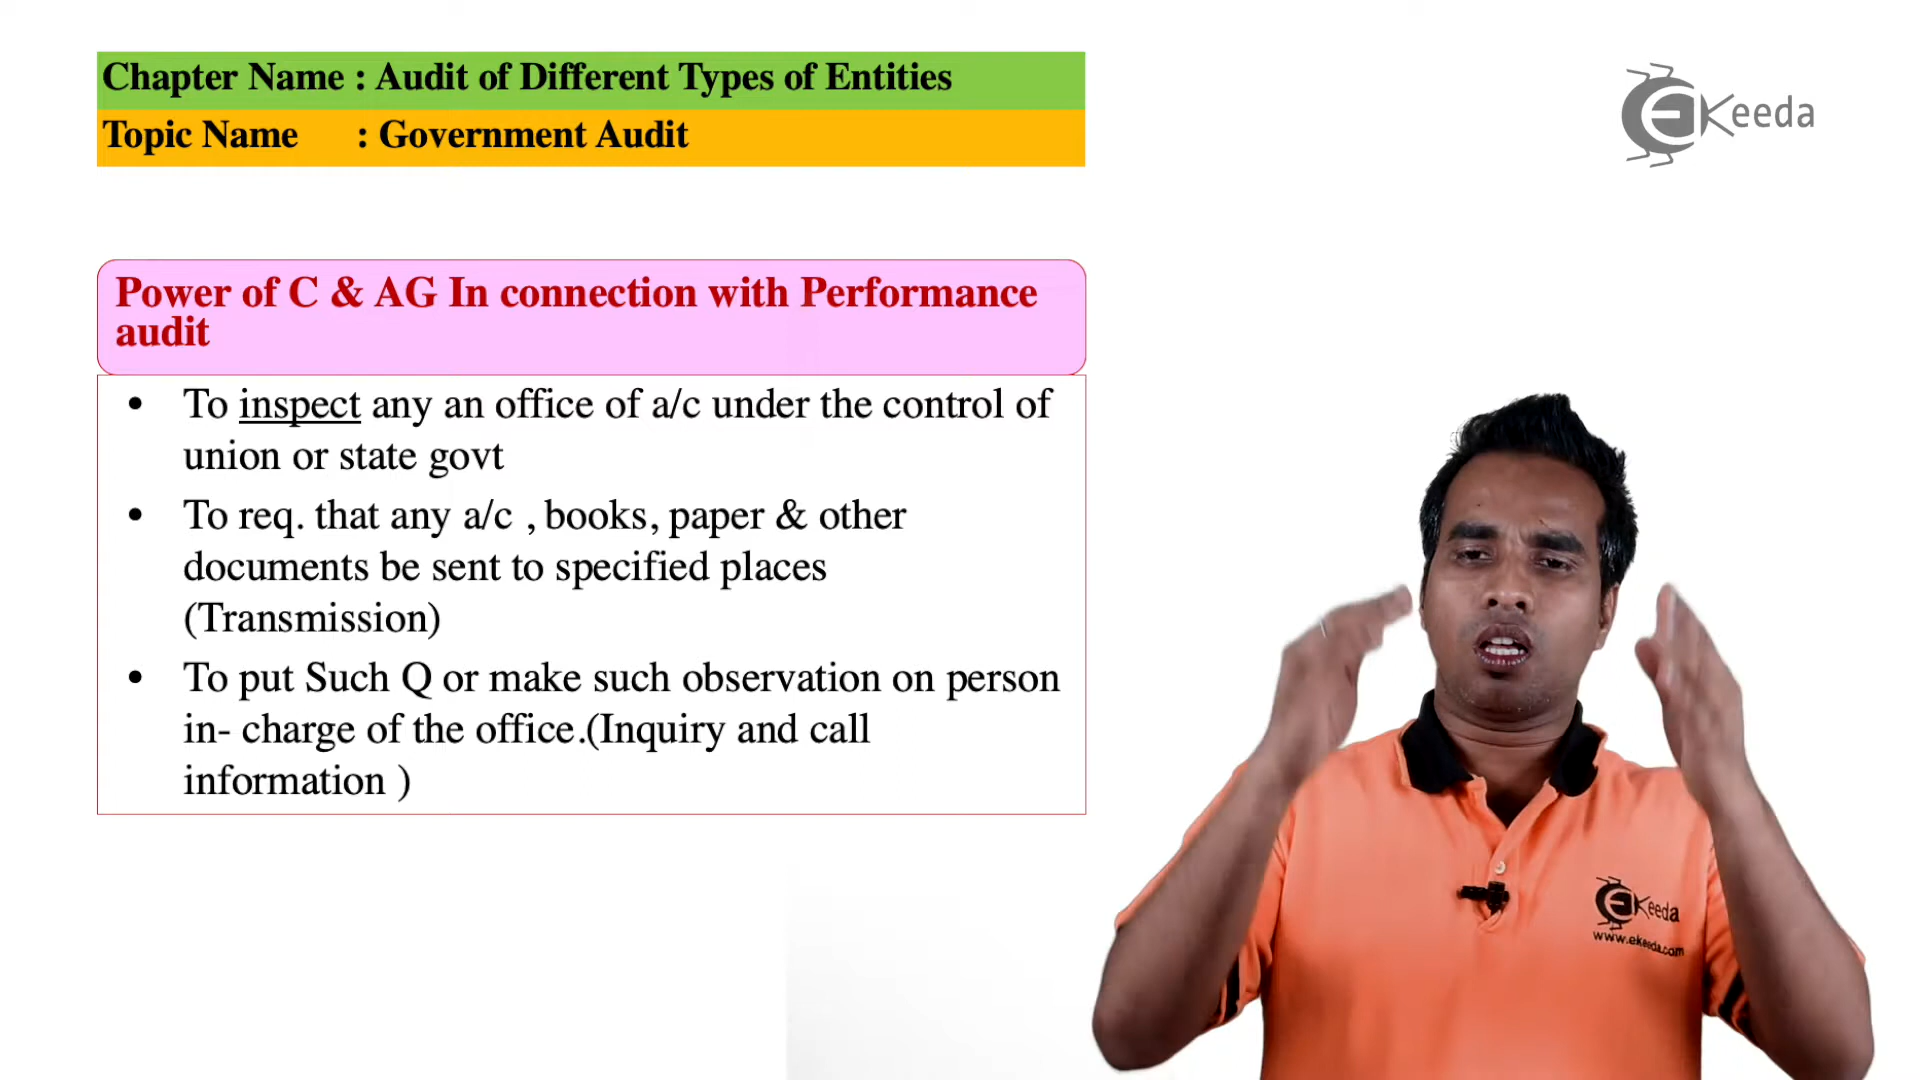 Chapter Name : Audit of Different Types of Entities
Topic Name : Government Audit
EKeeda
Power of C & AG In connection with Performance
audit
• To inspect any an office of a/c under the control of
union or state govt
• To req. that any a/c , books, paper & other
documents be sent to specified places
(Transmission)
• To put Such Q or make such observation on person
in- charge of the office.(Inquiry and call
information )
EKeeda
www.ekeeda.com